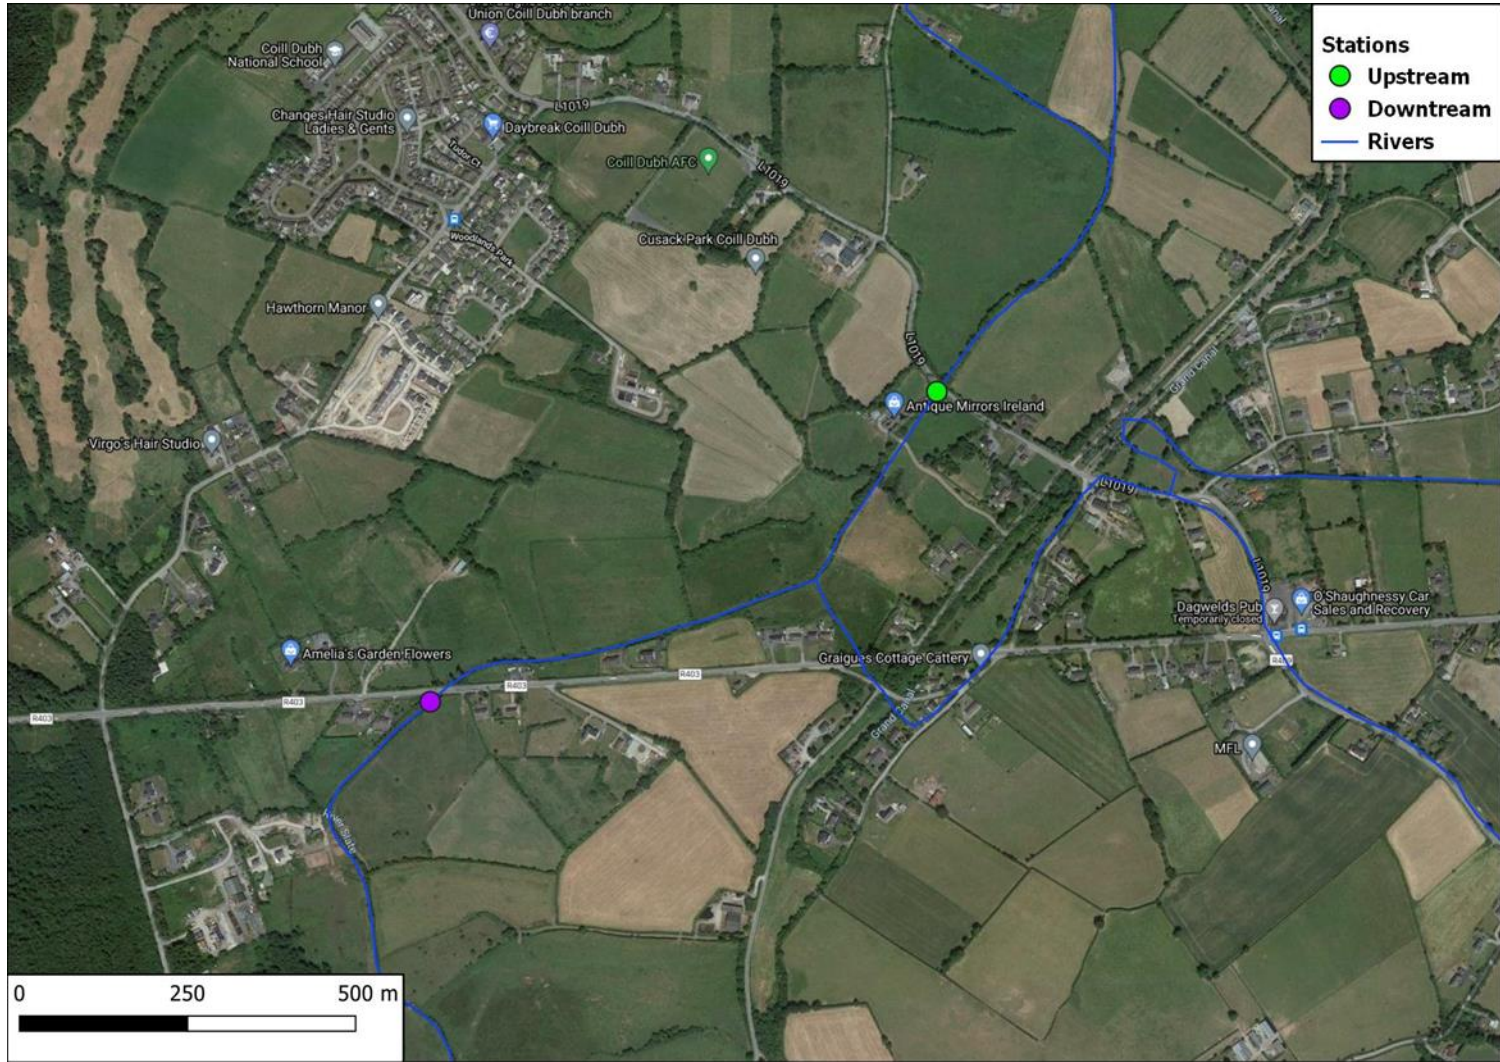 Union Coill Dubh branch
Canal
Stations
Upstream
Downtream
Rivers
Coill Dubh
National School
L1019
Changes Hair Studio
Ladies & Gents
Daybreak Coill Dubh
Tudor Ct
Coill Dubh AFC
L1019
Woodlands Park
Cusack Park Coill Dubh
Hawthorn Manor
L1019
Grand Canal
Antique Mirrors Ireland
Virgo's Hair Studio
L1019
L1019
O'Shaughnessy Car
Sales and Recovery
Dagwelds Pub
Temporarily closed
Amelia's Garden Flowers
Graigues Cottage Cattery
R403
R403
R403
R403
Grand Canal
MFL
0 250 500 m